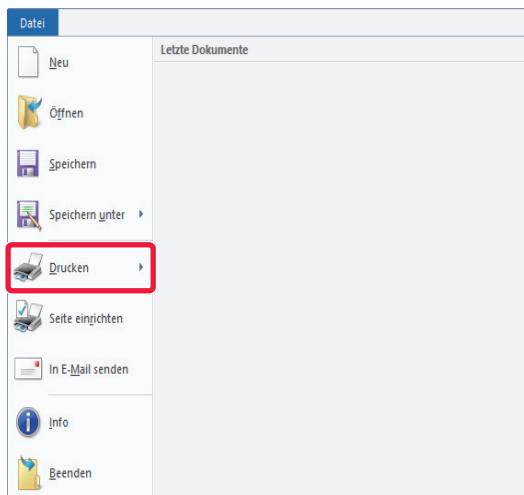 Datei
Letzte Dokumente
Neu
Öffnen
Speichern
Speichern unter
Drucken
Seite einrichten
In E-Mail senden
Info
Beenden